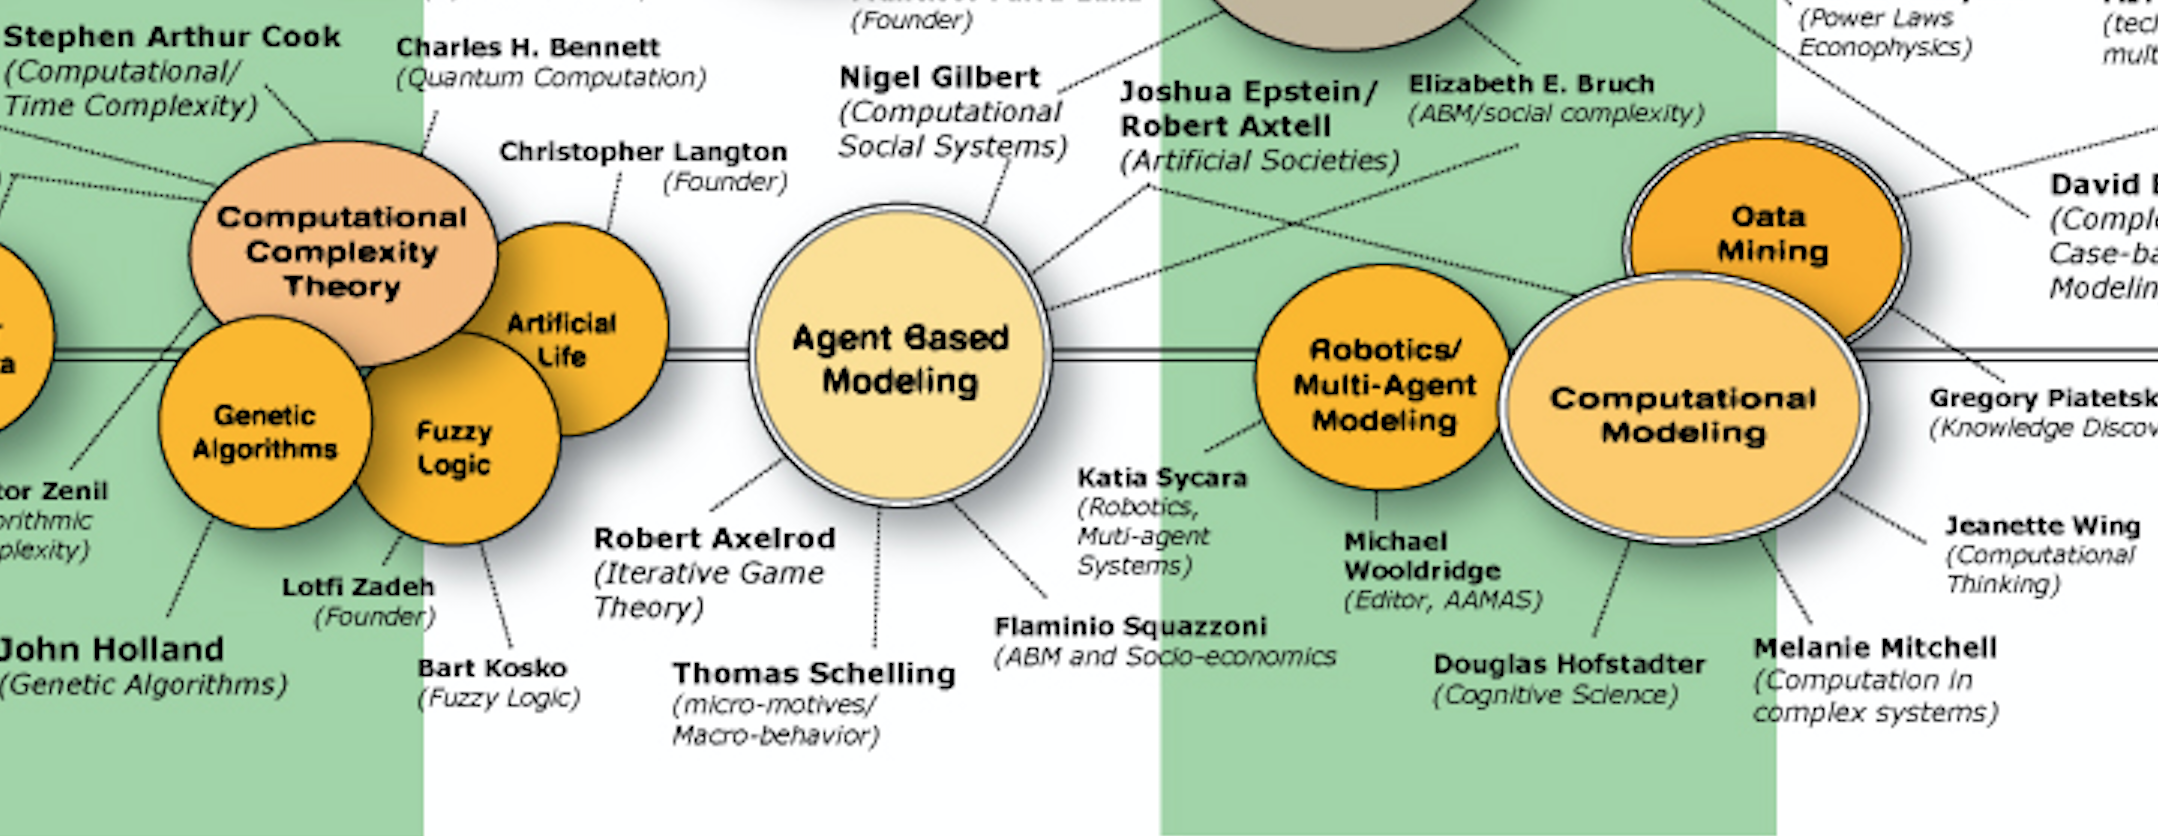 Stephen Arthur Cook
(Computational/
Time Complexity)
Charles H. Bennett
(Quantum Computation)
Christopher Langton
(Founder)
(Founder)
Nigel Gilbert
(Computational
Social Systems)
Joshua Epstein/
Robert Axtell
(Artificial Societies)
Elizabeth E. Bruch
(ABM/social complexity)
(Power Laws
Econophysics)
David
(Comple
Case-ba
Modelin
Computational
Complexity
Theory
Artificial
Life
Genetic
Algorithms
Fuzzy
Logic
Agent Based
Modeling
Robotics/
Multi-Agent
Modeling
Data
Mining
Computational
Modeling
a
tor Zenil
orithmic
plexity)
John Holland
(Genetic Algorithms)
Lotfi Zadeh
(Founder)
Bart Kosko
(Fuzzy Logic)
Robert Axelrod
(Iterative Game
Theory)
Thomas Schelling
(micro-motives/
Macro-behavior)
Flaminio Squazzoni
(ABM and Socio-economics
Katia Sycara
(Robotics,
Muti-agent
Systems)
Michael
Wooldridge
(Editor, AAMAS)
Douglas Hofstadter
(Cognitive Science)
Melanie Mitchell
(Computation in
complex systems)
Jeanette Wing
(Computational
Thinking)
Gregory Piatetsk
(Knowledge Discov
(tec
mult